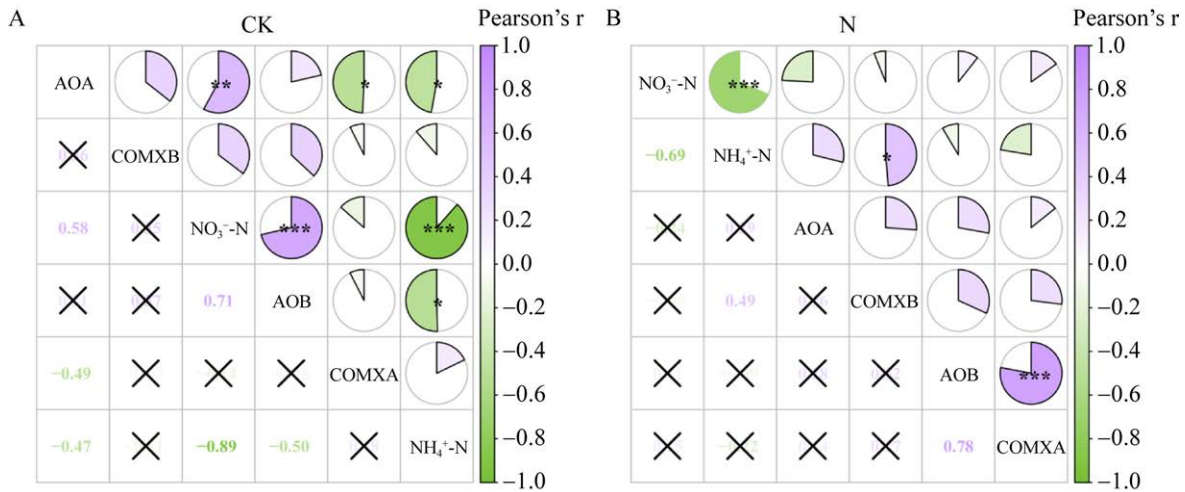 A CK Pearson's r B N Pearson's r
AOA ** * * 1.0
0.8
COMXB 0.6
0.4
0.58 NO₃⁻-N *** *** 0.2
0.0
0.71 AOB * −0.2
−0.4
−0.49 COMXA −0.6
−0.8
−0.47 −0.89 −0.50 NH₄⁺-N −1.0
NO₃⁻-N *** 1.0
0.8
−0.69 NH₄⁺-N * 0.6
0.4
AOA 0.2
0.0
0.49 COMXB −0.2
−0.4
AOB *** −0.6
−0.8
0.78 COMXA −1.0